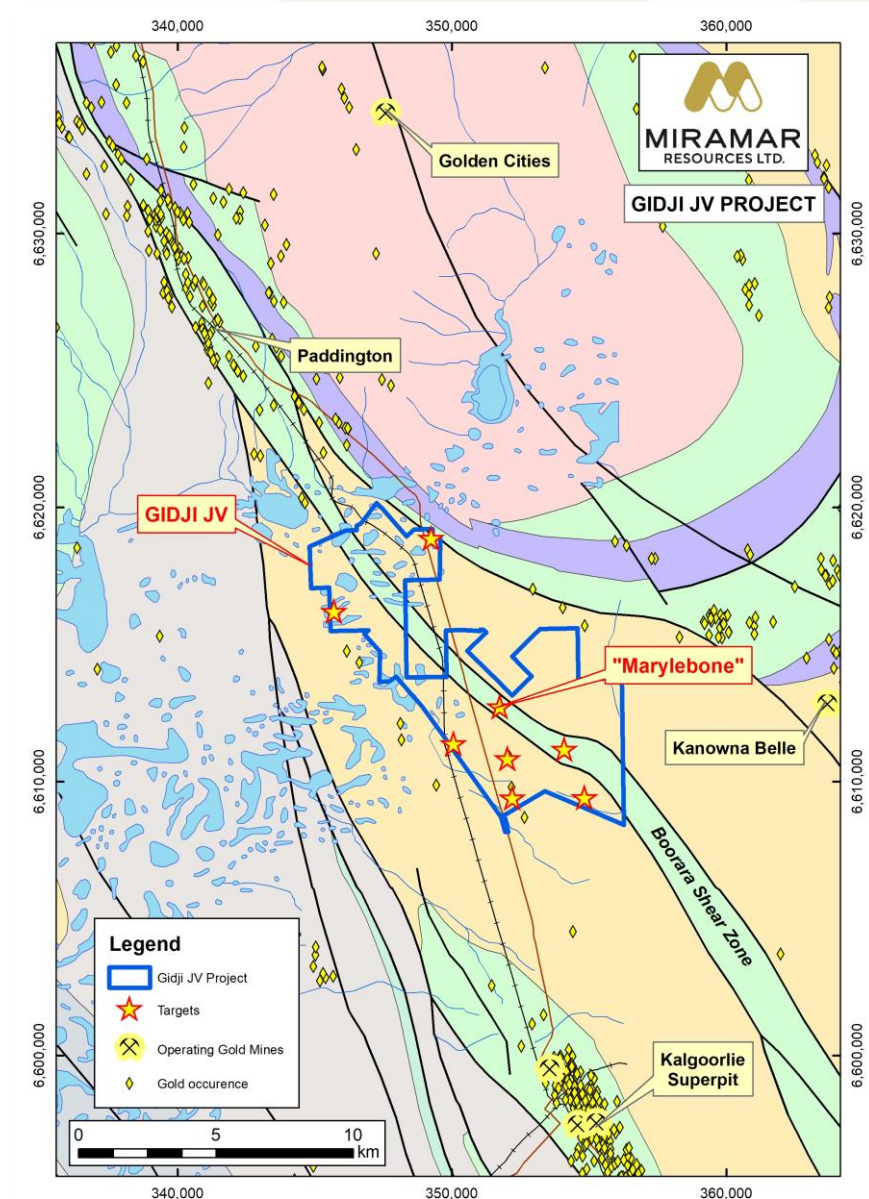 340,000
350,000
360,000
MIRAMAR
RESOURCES LTD.
GIDJI JV PROJECT
Golden Cities
6,630,000
6,630,000
Paddington
6,620,000
6,620,000
GIDJI JV
"Marylebone"
Kanowna Belle
6,610,000
6,610,000
Boorara Shear Zone
Legend
Gidji JV Project
Targets
Operating Gold Mines
Gold occurence
6,600,000
6,600,000
Kalgoorlie
Superpit
0
5
10
km
340,000
350,000
360,000